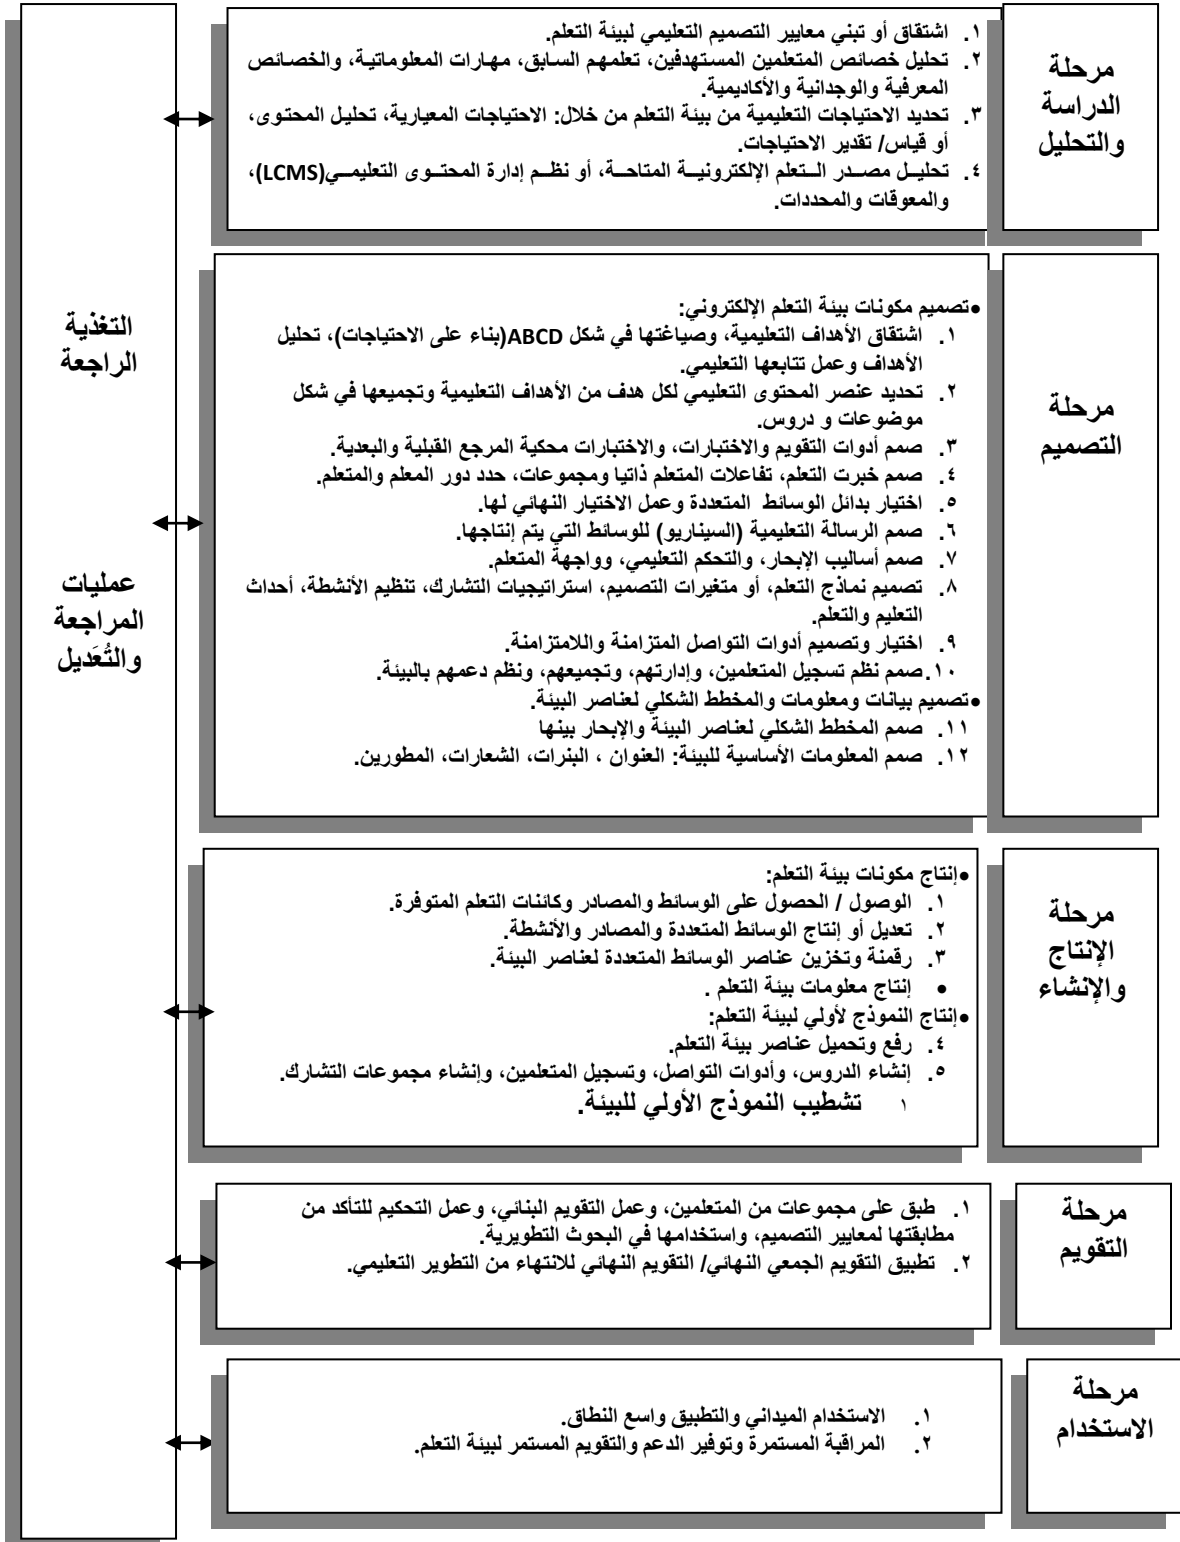 مرحلة
الدراسة
والتحليل
١. اشتقاق أو تبني معايير التصميم التعليمي لبيئة التعلم.
٢. تحليل خصائص المتعلمين المستهدفين، تعلمهم السابق، مهارات المعلوماتية، والخصائص
المعرفية والوجدانية والأكاديمية.
٣. تحديد الاحتياجات التعليمية من بيئة التعلم من خلال: الاحتياجات المعيارية، تحليل المحتوى،
أو قياس/ تقدير الاحتياجات.
٤. تحليل مصدر التعلم الإلكترونية المتاحة، أو نظم إدارة المحتوى التعليمي(LCMS)،
والمعوقات والمحددات.
مرحلة
التصميم
•تصميم مكونات بيئة التعلم الإلكتروني:
١. اشتقاق الأهداف التعليمية، وصياغتها في شكل ABCD(بناء على الاحتياجات)، تحليل
الأهداف وعمل تتابعها التعليمي.
٢. تحديد عنصر المحتوى التعليمي لكل هدف من الأهداف التعليمية وتجميعها في شكل
موضوعات و دروس.
٣. صمم أدوات التقويم والاختبارات، والاختبارات محكية المرجع القبلية والبعدية.
٤. صمم خبرت التعلم، تفاعلات المتعلم ذاتيا ومجموعات، حدد دور المعلم والمتعلم.
٥. اختيار بدائل الوسائط المتعددة وعمل الاختيار النهائي لها.
٦. صمم الرسالة التعليمية (السيناريو) للوسائط التي يتم إنتاجها.
٧. صمم أساليب الإبحار، والتحكم التعليمي، وواجهة المتعلم.
٨. تصميم نماذج التعلم، أو متغيرات التصميم، استراتيجيات التشارك، تنظيم الأنشطة، أحداث
التعليم والتعلم.
٩. اختيار وتصميم أدوات التواصل المتزامنة واللامتزامنة.
١٠.صمم نظم تسجيل المتعلمين، وإدارتهم، وتجميعهم، ونظم دعمهم بالبيئة.
•تصميم بيانات ومعلومات والمخطط الشكلي لعناصر البيئة.
١١. صمم المخطط الشكلي لعناصر البيئة والإبحار بينها
١٢. صمم المعلومات الأساسية للبيئة: العنوان ، البنرات، الشعارات، المطورين.
مرحلة
الإنتاج
والإنشاء
•إنتاج مكونات بيئة التعلم:
١. الوصول / الحصول على الوسائط والمصادر وكائنات التعلم المتوفرة.
٢. تعديل أو إنتاج الوسائط المتعددة والمصادر والأنشطة.
٣. رقمنة وتخزين عناصر الوسائط المتعددة لعناصر البيئة.
• إنتاج معلومات بيئة التعلم .
•إنتاج النموذج لأولي لبيئة التعلم:
٤. رفع وتحميل عناصر بيئة التعلم.
٥. إنشاء الدروس، وأدوات التواصل، وتسجيل المتعلمين، وإنشاء مجموعات التشارك.
١ تشطيب النموذج الأولي للبيئة.
مرحلة
التقويم
١. طبق على مجموعات من المتعلمين، وعمل التقويم البنائي، وعمل التحكيم للتأكد من
مطابقتها لمعايير التصميم، واستخدامها في البحوث التطويرية.
٢. تطبيق التقويم الجمعي النهائي/ التقويم النهائي للانتهاء من التطوير التعليمي.
مرحلة
الاستخدام
١. الاستخدام الميداني والتطبيق واسع النطاق.
٢. المراقبة المستمرة وتوفير الدعم والتقويم المستمر لبيئة التعلم.
التغذية
الراجعة
عمليات
المراجعة
والتُعَديل